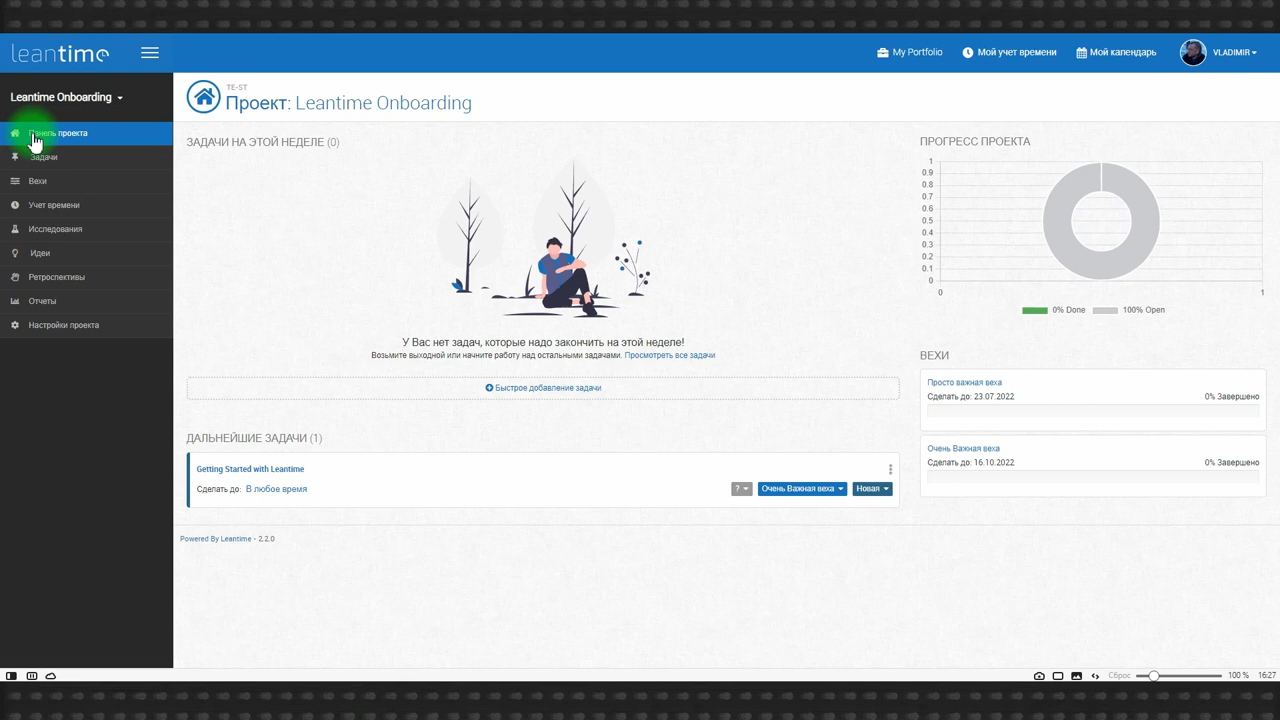 leantime
My Portfolio
Мой учет времени
Мой календарь
VLADIMIR
Leantime Onboarding
Панель проекта
Задачи
Вехи
Учет времени
Исследования
Идеи
Ретроспективы
Отчеты
Настройки проекта
TE-ST
Проект: Leantime Onboarding
ЗАДАЧИ НА ЭТОЙ НЕДЕЛЕ (0)
У Вас нет задач, которые надо закончить на этой неделе!
Возьмите выходной или начните работу над остальными задачами. Просмотреть все задачи
Быстрое добавление задачи
ДАЛЬНЕЙШИЕ ЗАДАЧИ (1)
Getting Started with Leantime
Сделать до: В любое время
?
Очень Важная веха
Новая
Powered By Leantime - 2.2.0
ПРОГРЕСС ПРОЕКТА
1
0.9
0.8
0.7
0.6
0.5
0.4
0.3
0.2
0.1
0
0 1
0% Done 100% Open
ВЕХИ
Просто важная веха
Сделать до: 23.07.2022 0% Завершено
Очень Важная веха
Сделать до: 16.10.2022 0% Завершено
Сброс 100 % 16:27